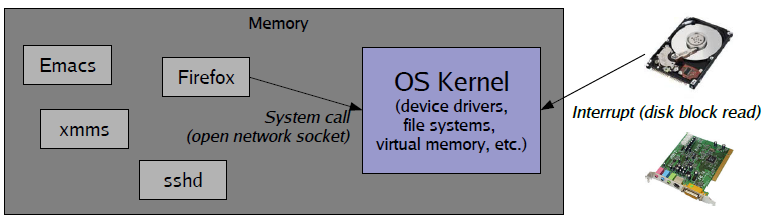 Memory
Emacs
Firefox
xmms
sshd
System call
(open network socket)
OS Kernel
(device drivers,
file systems,
virtual memory, etc.)
Interrupt (disk block read)